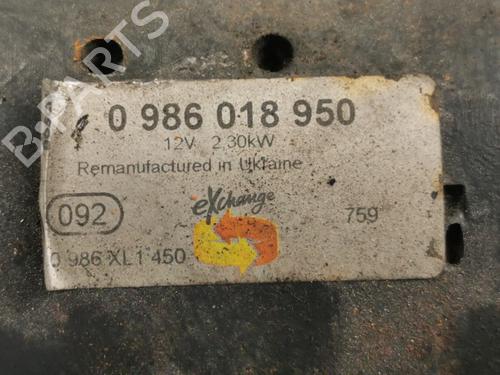 0 986 018 950
12V 2,30kW
Remanufactured in Ukraine
092
eXchange
759
0 986 XL1 450
B-PARTS